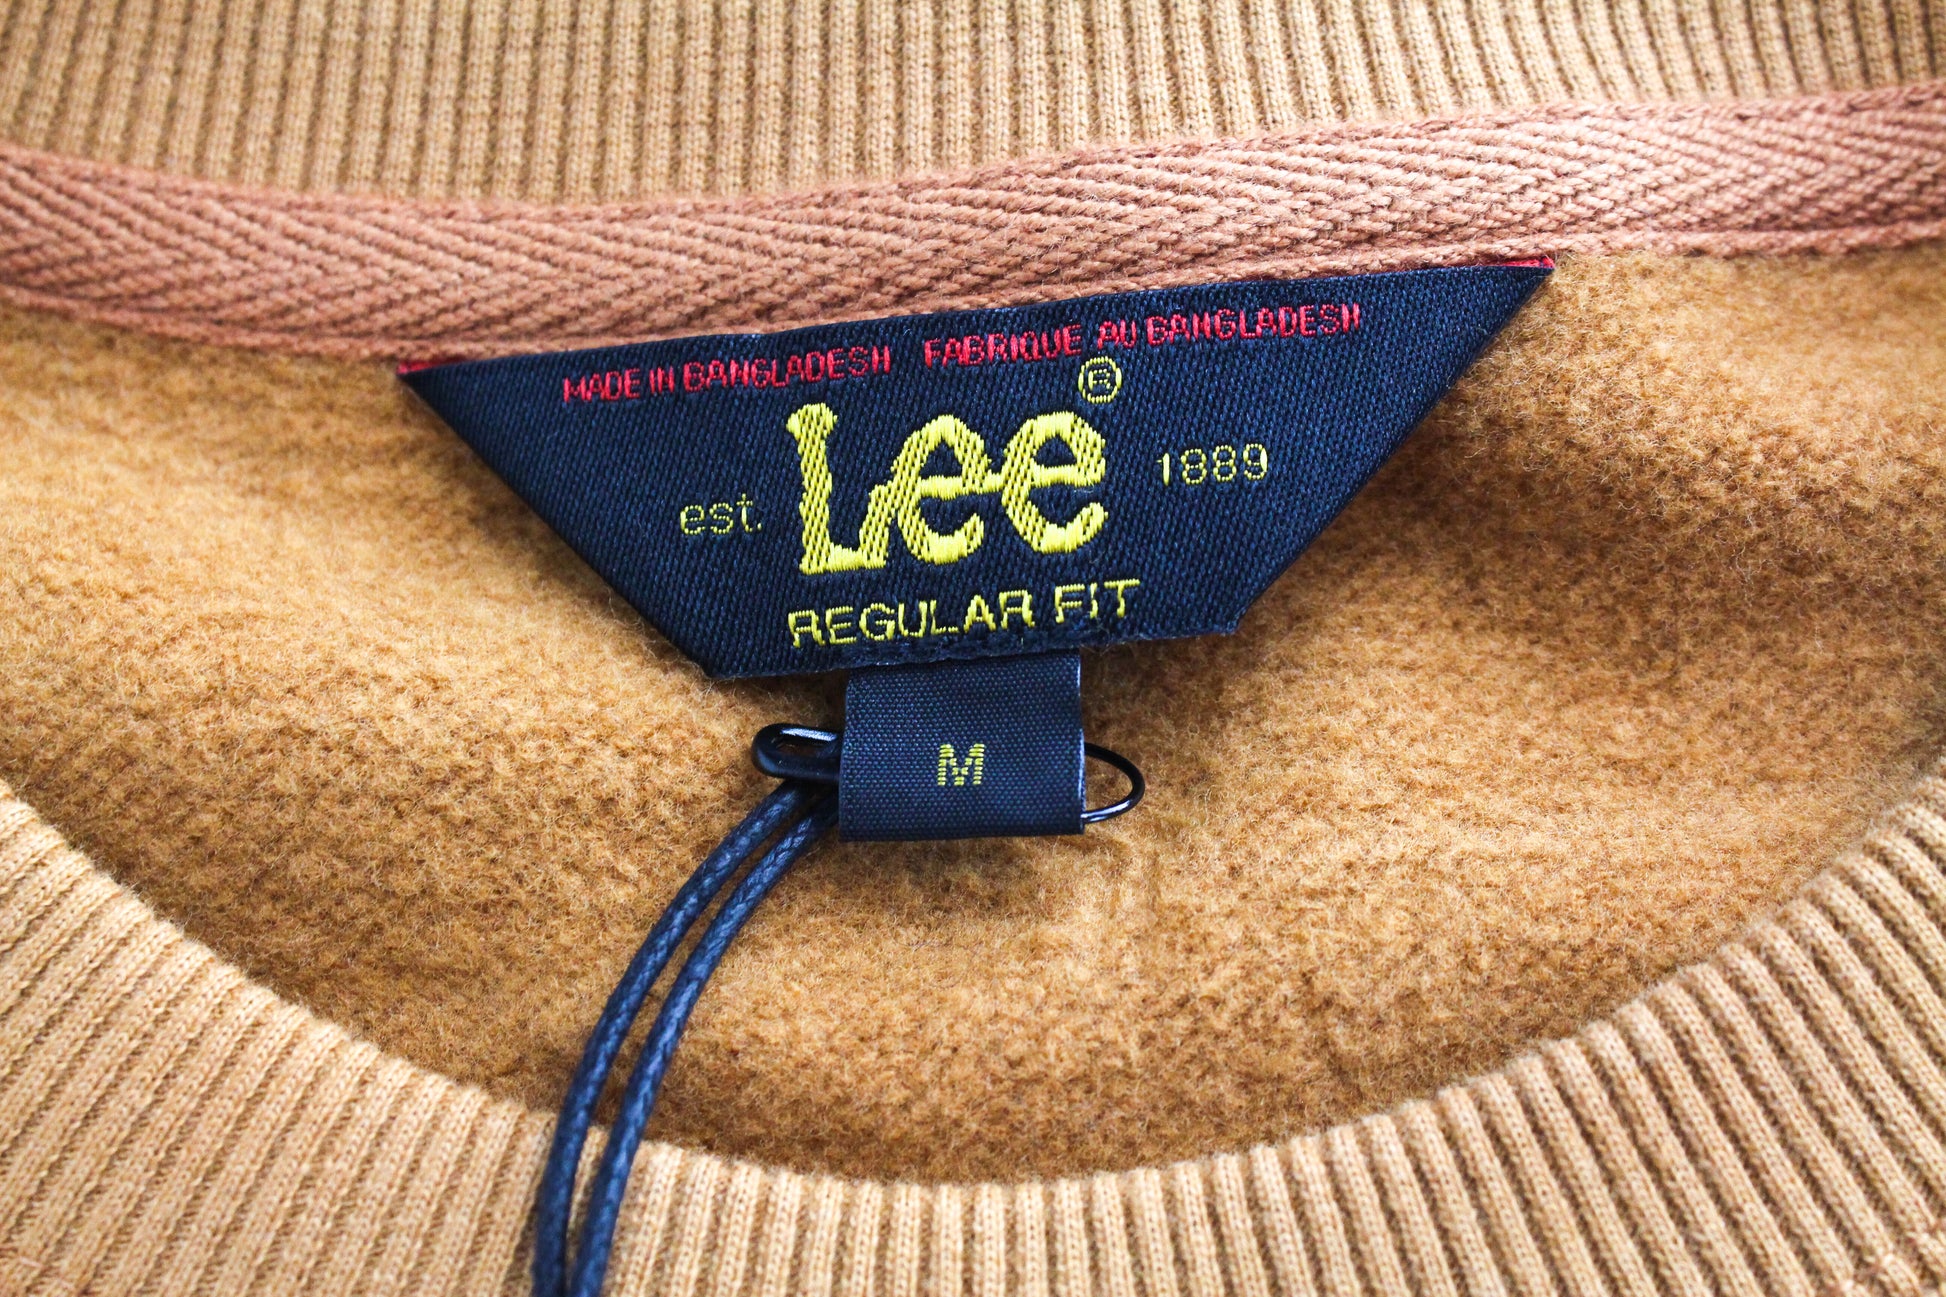 MADE IN BANGLADESH FABRIQUE AU BANGLADESH
est. Lee® 1889
REGULAR FIT
M